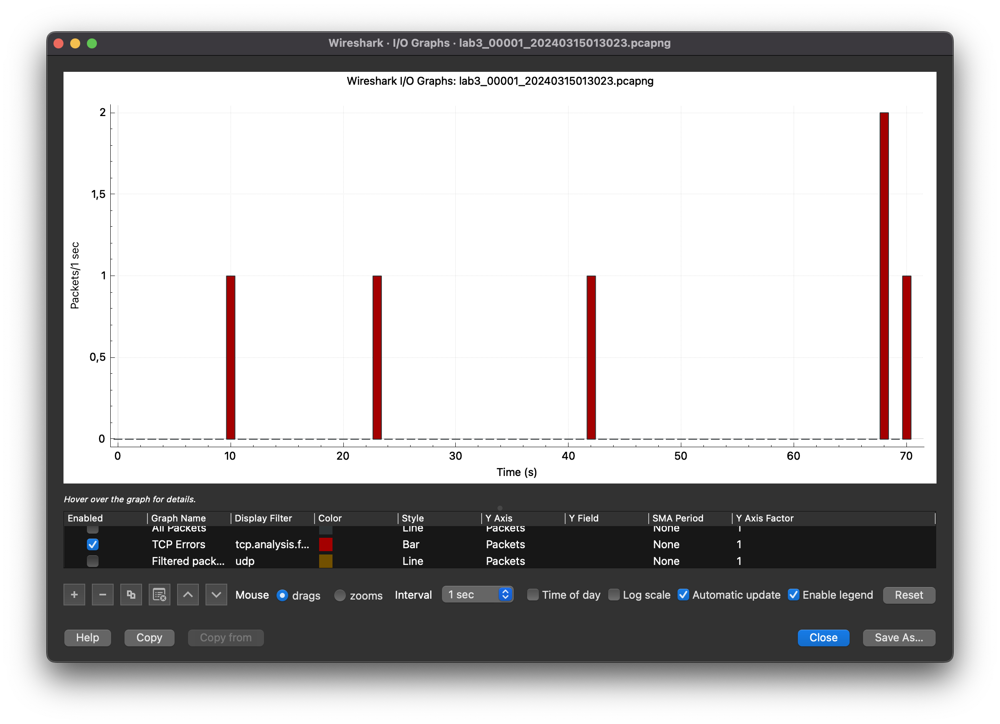 Wireshark · I/O Graphs · lab3_00001_20240315013023.pcapng
Wireshark I/O Graphs: lab3_00001_20240315013023.pcapng
2
1,5
1
0,5
0
Packets/1 sec
0 10 20 30 40 50 60 70
Time (s)
Hover over the graph for details.
Enabled Graph Name Display Filter Color Style Y Axis Y Field SMA Period Y Axis Factor
All Packets Line Packets None 1
TCP Errors tcp.analysis.f... Bar Packets None 1
Filtered pack... udp Line Packets None 1
Mouse drags zooms Interval 1 sec Time of day Log scale Automatic update Enable legend Reset
Help Copy Copy from Close Save As...